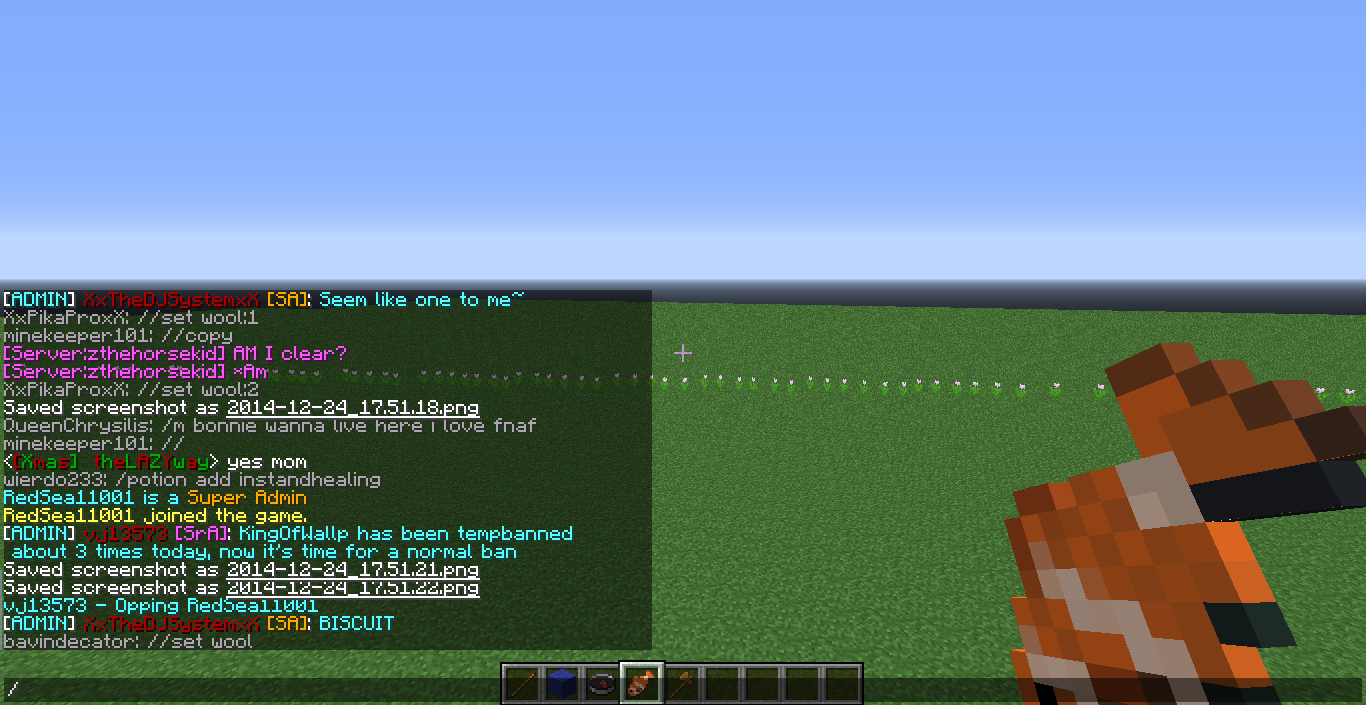 [ADMIN] XxTheDJSystemxX [SA]: Seem like one to me~
XxPikaProxX: //set wool:1
minekeeper101: //copy
[Server:zthehorsekid] AM I clear?
[Server:zthehorsekid] *Am
XxPikaProxX: //set wool:2
Saved screenshot as 2014-12-24_17.51.18.png
QueenChrysilis: /m bonnie wanna live here i love fnaf
minekeeper101: //
<[Xmas] theLAZYway> yes mom
wierdo233: /potion add instandhealing
RedSea11001 is a Super Admin
RedSea11001 joined the game.
[ADMIN] vj13573 [SrA]: KingOfWallp has been tempbanned
about 3 times today, now it's time for a normal ban
Saved screenshot as 2014-12-24_17.51.21.png
Saved screenshot as 2014-12-24_17.51.22.png
vj13573 - Opping RedSea11001
[ADMIN] XxTheDJSystemxX [SA]: BISCUIT
bavindecator: //set wool
/